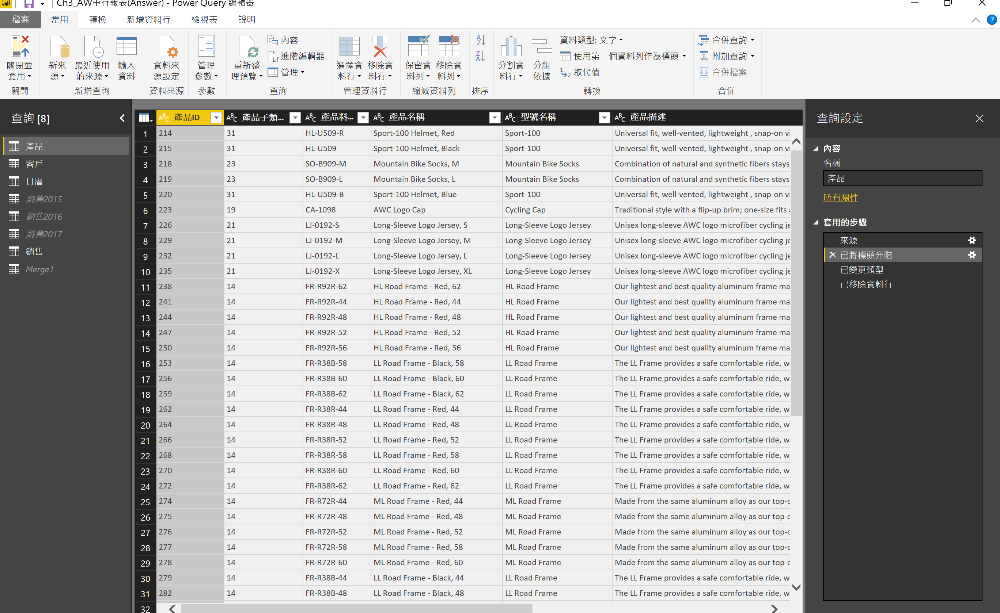 Ch3_AW車行報表(Answer) - Power Query 編輯器
檔案 常用 轉換 新增資料行 檢視表 說明
關閉並套用 新來源 最近使用的來源 輸入資料 資料來源設定 管理參數 重新整理預覽 內容 進階編輯器 管理 選擇資料行 移除資料行 保留資料列 移除資料列 分割資料行 分組依據 資料類型: 文字 使用第一個資料列作為標頭 取代值 合併查詢 附加查詢 合併檔案
關閉 新增查詢 資料來源 參數 查詢 管理資料行 縮減資料列 排序 轉換 合併
查詢 [8]
產品
客戶
日曆
銷售2015
銷售2016
銷售2017
銷售
Merge1
產品ID 產品子類... 產品料... 產品名稱 型號名稱 產品描述
1 214 31 HL-U509-R Sport-100 Helmet, Red Sport-100 Universal fit, well-vented, lightweight , snap-on vi
2 215 31 HL-U509 Sport-100 Helmet, Black Sport-100 Universal fit, well-vented, lightweight , snap-on vi
3 218 23 SO-B909-M Mountain Bike Socks, M Mountain Bike Socks Combination of natural and synthetic fibers stays
4 219 23 SO-B909-L Mountain Bike Socks, L Mountain Bike Socks Combination of natural and synthetic fibers stays
5 220 31 HL-U509-B Sport-100 Helmet, Blue Sport-100 Universal fit, well-vented, lightweight , snap-on vi
6 223 19 CA-1098 AWC Logo Cap Cycling Cap Traditional style with a flip-up brim; one-size fits a
7 226 21 LJ-0192-S Long-Sleeve Logo Jersey, S Long-Sleeve Logo Jersey Unisex long-sleeve AWC logo microfiber cycling je
8 229 21 LJ-0192-M Long-Sleeve Logo Jersey, M Long-Sleeve Logo Jersey Unisex long-sleeve AWC logo microfiber cycling je
9 232 21 LJ-0192-L Long-Sleeve Logo Jersey, L Long-Sleeve Logo Jersey Unisex long-sleeve AWC logo microfiber cycling je
10 235 21 LJ-0192-X Long-Sleeve Logo Jersey, XL Long-Sleeve Logo Jersey Unisex long-sleeve AWC logo microfiber cycling je
11 238 14 FR-R92R-62 HL Road Frame - Red, 62 HL Road Frame Our lightest and best quality aluminum frame ma
12 241 14 FR-R92R-44 HL Road Frame - Red, 44 HL Road Frame Our lightest and best quality aluminum frame ma
13 244 14 FR-R92R-48 HL Road Frame - Red, 48 HL Road Frame Our lightest and best quality aluminum frame ma
14 247 14 FR-R92R-52 HL Road Frame - Red, 52 HL Road Frame Our lightest and best quality aluminum frame ma
15 250 14 FR-R92R-56 HL Road Frame - Red, 56 HL Road Frame Our lightest and best quality aluminum frame ma
16 253 14 FR-R38B-58 LL Road Frame - Black, 58 LL Road Frame The LL Frame provides a safe comfortable ride, w
17 256 14 FR-R38B-60 LL Road Frame - Black, 60 LL Road Frame The LL Frame provides a safe comfortable ride, w
18 259 14 FR-R38B-62 LL Road Frame - Black, 62 LL Road Frame The LL Frame provides a safe comfortable ride, w
19 262 14 FR-R38R-44 LL Road Frame - Red, 44 LL Road Frame The LL Frame provides a safe comfortable ride, w
20 264 14 FR-R38R-48 LL Road Frame - Red, 48 LL Road Frame The LL Frame provides a safe comfortable ride, w
21 266 14 FR-R38R-52 LL Road Frame - Red, 52 LL Road Frame The LL Frame provides a safe comfortable ride, w
22 268 14 FR-R38R-58 LL Road Frame - Red, 58 LL Road Frame The LL Frame provides a safe comfortable ride, w
23 270 14 FR-R38R-60 LL Road Frame - Red, 60 LL Road Frame The LL Frame provides a safe comfortable ride, w
24 272 14 FR-R38R-62 LL Road Frame - Red, 62 LL Road Frame The LL Frame provides a safe comfortable ride, w
25 274 14 FR-R72R-44 ML Road Frame - Red, 44 ML Road Frame Made from the same aluminum alloy as our top-o
26 275 14 FR-R72R-48 ML Road Frame - Red, 48 ML Road Frame Made from the same aluminum alloy as our top-o
27 276 14 FR-R72R-52 ML Road Frame - Red, 52 ML Road Frame Made from the same aluminum alloy as our top-o
28 277 14 FR-R72R-58 ML Road Frame - Red, 58 ML Road Frame Made from the same aluminum alloy as our top-o
29 278 14 FR-R72R-60 ML Road Frame - Red, 60 ML Road Frame Made from the same aluminum alloy as our top-o
30 279 14 FR-R38B-44 LL Road Frame - Black, 44 LL Road Frame The LL Frame provides a safe comfortable ride, w
31 282 14 FR-R38B-48 LL Road Frame - Black, 48 LL Road Frame The LL Frame provides a safe comfortable ride, w
32
查詢設定
內容
名稱
產品
所有屬性
套用的步驟
來源
已將標頭升階
已變更類型
已移除資料行